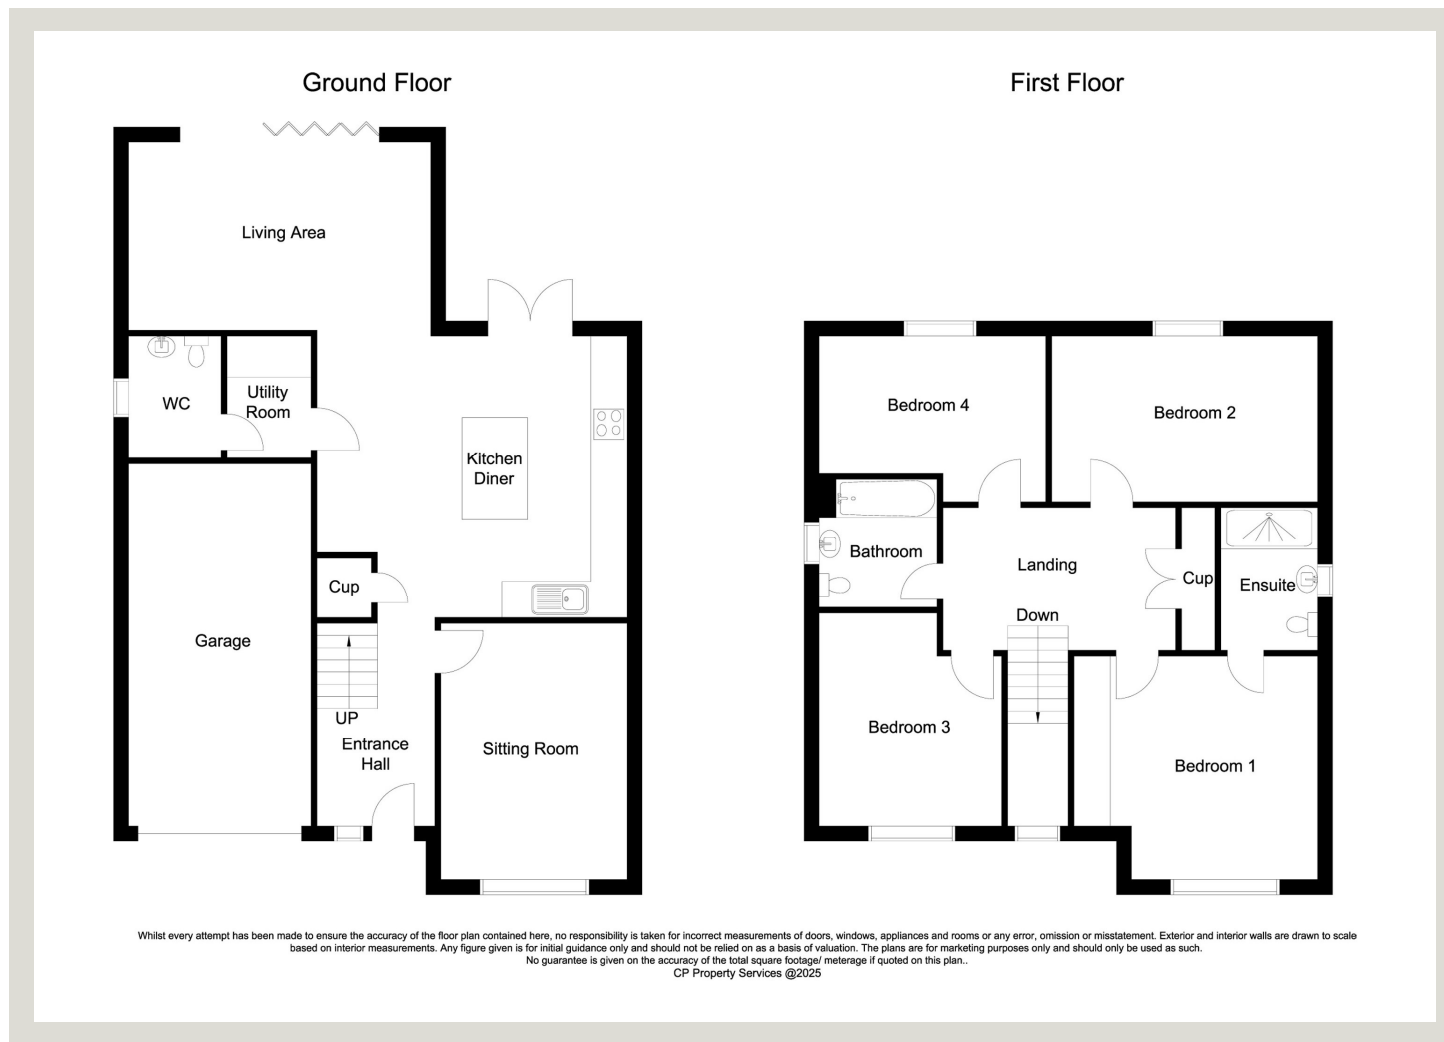 Ground Floor
Living Area
WC
Utility
Room
Kitchen
Diner
Cup
Garage
UP
Entrance
Hall
Sitting Room
First Floor
Bedroom 4
Bedroom 2
Bathroom
Landing
Cup
Ensuite
Down
Bedroom 3
Bedroom 1
Whilst every attempt has been made to ensure the accuracy of the floor plan contained here, no responsibility is taken for incorrect measurements of doors, windows, appliances and rooms or any error, omission or misstatement. Exterior and interior walls are drawn to scale
based on interior measurements. Any figure given is for initial guidance only and should not be relied on as a basis of valuation. The plans are for marketing purposes only and should only be used as such.
No guarantee is given on the accuracy of the total square footage/ meterage if quoted on this plan..
CP Property Services @2025